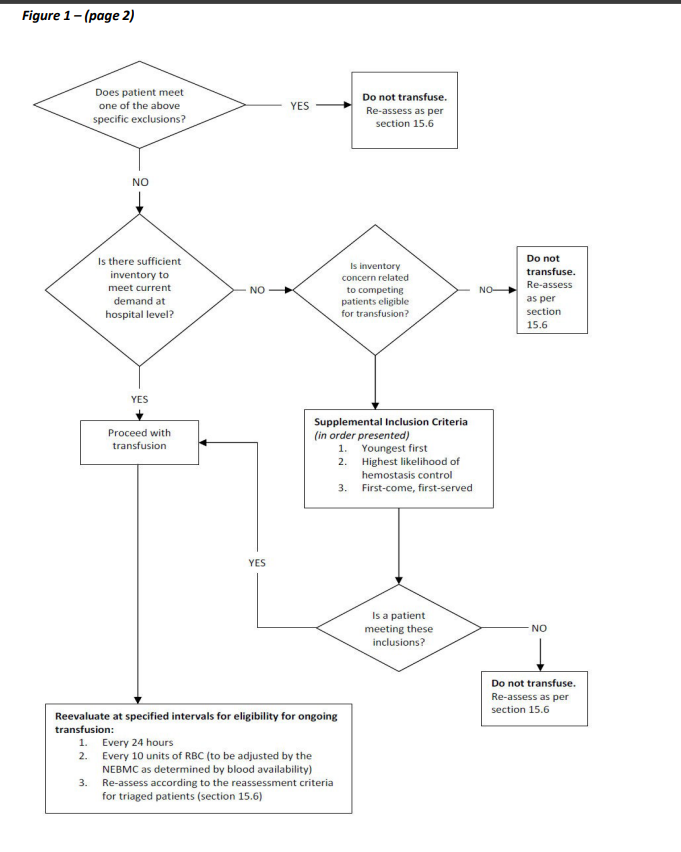 Figure 1 – (page 2)
Does patient meet
one of the above
specific exclusions?
YES
Do not transfuse.
Re-assess as per
section 15.6
NO
Is there sufficient
inventory to
meet current
demand at
hospital level?
NO
Is inventory
concern related
to competing
patients eligible
for transfusion?
NO
Do not
transfuse.
Re-assess
as per
section
15.6
YES
Proceed with
transfusion
Supplemental Inclusion Criteria
(in order presented)
1. Youngest first
2. Highest likelihood of
hemostasis control
3. First-come, first-served
YES
Is a patient
meeting these
inclusions?
NO
Do not transfuse.
Re-assess as per
section 15.6
Reevaluate at specified intervals for eligibility for ongoing
transfusion:
1. Every 24 hours
2. Every 10 units of RBC (to be adjusted by the
NEBMC as determined by blood availability)
3. Re-assess according to the reassessment criteria
for triaged patients (section 15.6)